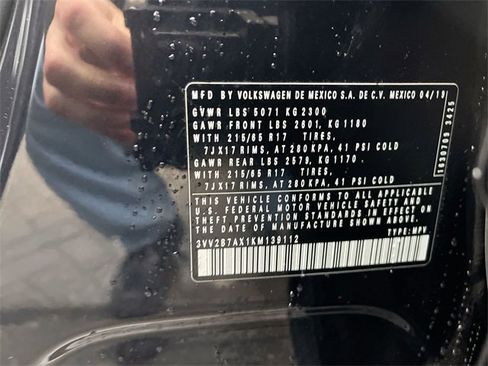 MFD BY VOLKSWAGEN DE MEXICO S.A. DE C.V. MEXICO 04/19
GVWR LBS 5071 KG 2300
GAWR FRONT LBS 2601, KG 1180
WITH 215/65 R17 TIRES,
7JX17 RIMS, AT 280 KPA, 41 PSI COLD
GAWR REAR LBS 2579, KG 1170
WITH 215/65 R17 TIRES,
7JX17 RIMS, AT 280 KPA, 41 PSI COLD
THIS VEHICLE CONFORMS TO ALL APPLICABLE
U.S. FEDERAL MOTOR VEHICLE SAFETY AND
THEFT PREVENTION STANDARDS IN EFFECT ON THE
DATE OF MANUFACTURE SHOWN ABOVE.
3VV2B7AX1KM139112
TYPE: MPV